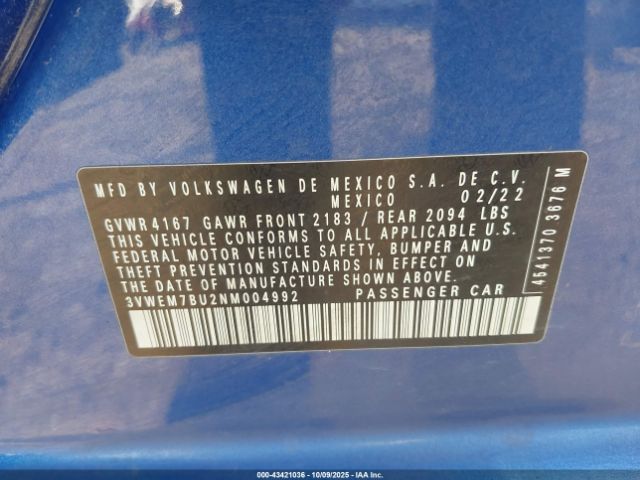 MFD BY VOLKSWAGEN DE MEXICO S.A. DE C.V.
MEXICO 02/22
GVWR 4167 GAWR FRONT 2183 / REAR 2094 LBS
THIS VEHICLE CONFORMS TO ALL APPLICABLE U.S.
FEDERAL MOTOR VEHICLE SAFETY, BUMPER AND
THEFT PREVENTION STANDARDS IN EFFECT ON
THE DATE OF MANUFACTURE SHOWN ABOVE.
3VWEM7BU2NM004992 PASSENGER CAR
4541370 3676 M
000-43421036 - 10/09/2025 - IAAI Inc.